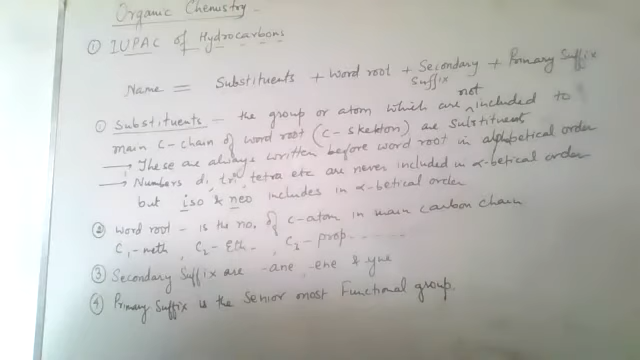 Organic Chemistry -
① IUPAC of Hydrocarbons
Name = Substituents + word root + Secondary suffix + Primary Suffix
① Substituents - the group or atom which are not included to
main c-chain of word root (c-skelton) are substituent
→ These are always written before word root in alphabetical order
→ Numbers di, tri, tetra etc are never included in α-betical order
but iso & neo includes in α-betical order
② word root - is the no. of c-atom in main carbon chain
C1-meth, C2-Eth-, C3-prop.......
③ Secondary Suffix are -ane, -ene & yne
④ Primary Suffix is the Senior most Functional group.